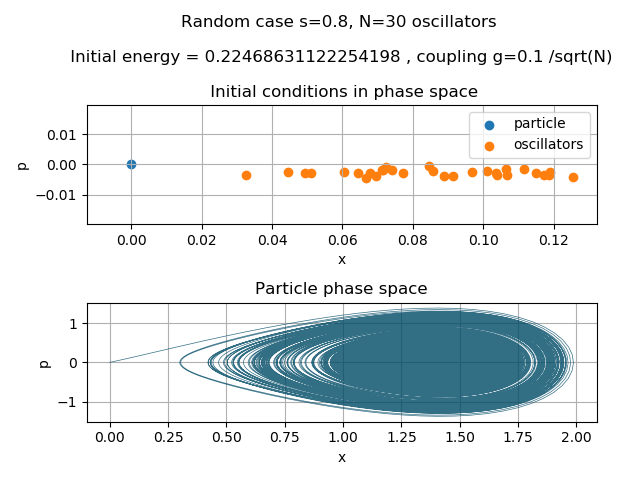 Random case s=0.8, N=30 oscillators
Initial energy = 0.22468631122254198 , coupling g=0.1 /sqrt(N)
Initial conditions in phase space
particle
oscillators
0.01
0.00
−0.01
p
0.00 0.02 0.04 0.06 0.08 0.10 0.12
x
Particle phase space
1
0
−1
p
0.00 0.25 0.50 0.75 1.00 1.25 1.50 1.75 2.00
x